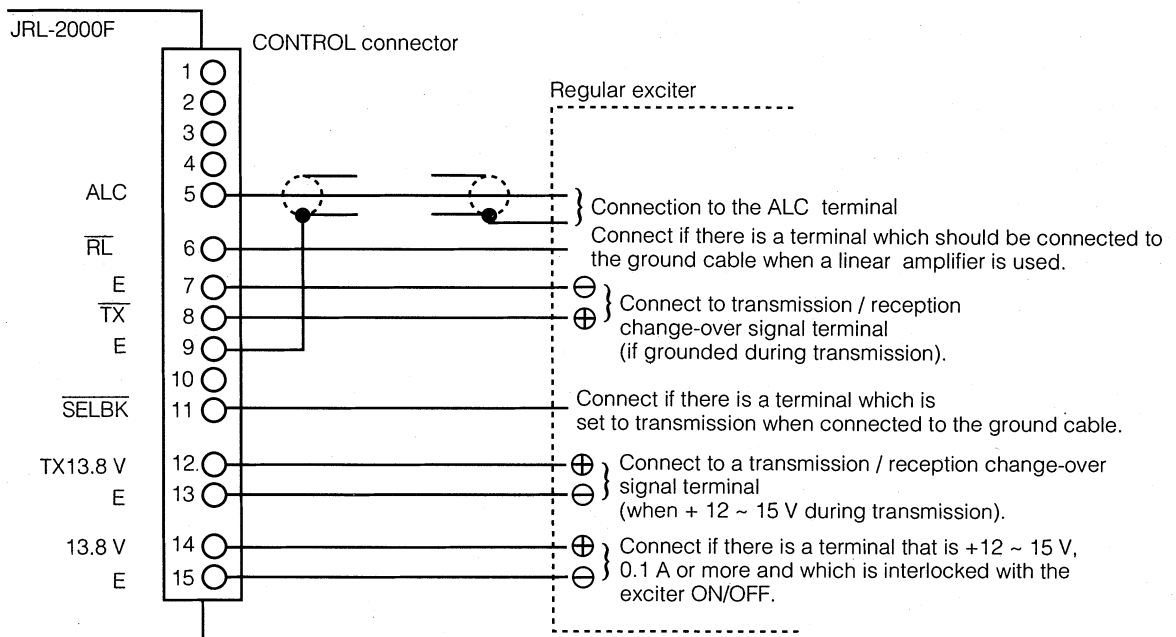 JRL-2000F
CONTROL connector
Regular exciter
1
2
3
4
ALC 5
Connection to the ALC terminal
R̅L̅ 6
Connect if there is a terminal which should be connected to
the ground cable when a linear amplifier is used.
E 7 ⊖
T̅X̅ 8 ⊕
Connect to transmission / reception
change-over signal terminal
(if grounded during transmission).
E 9
10
S̅E̅L̅B̅K̅ 11
Connect if there is a terminal which is
set to transmission when connected to the ground cable.
TX13.8 V 12 ⊕
E 13 ⊖
Connect to a transmission / reception change-over
signal terminal
(when + 12 ~ 15 V during transmission).
13.8 V 14 ⊕
E 15 ⊖
Connect if there is a terminal that is +12 ~ 15 V,
0.1 A or more and which is interlocked with the
exciter ON/OFF.